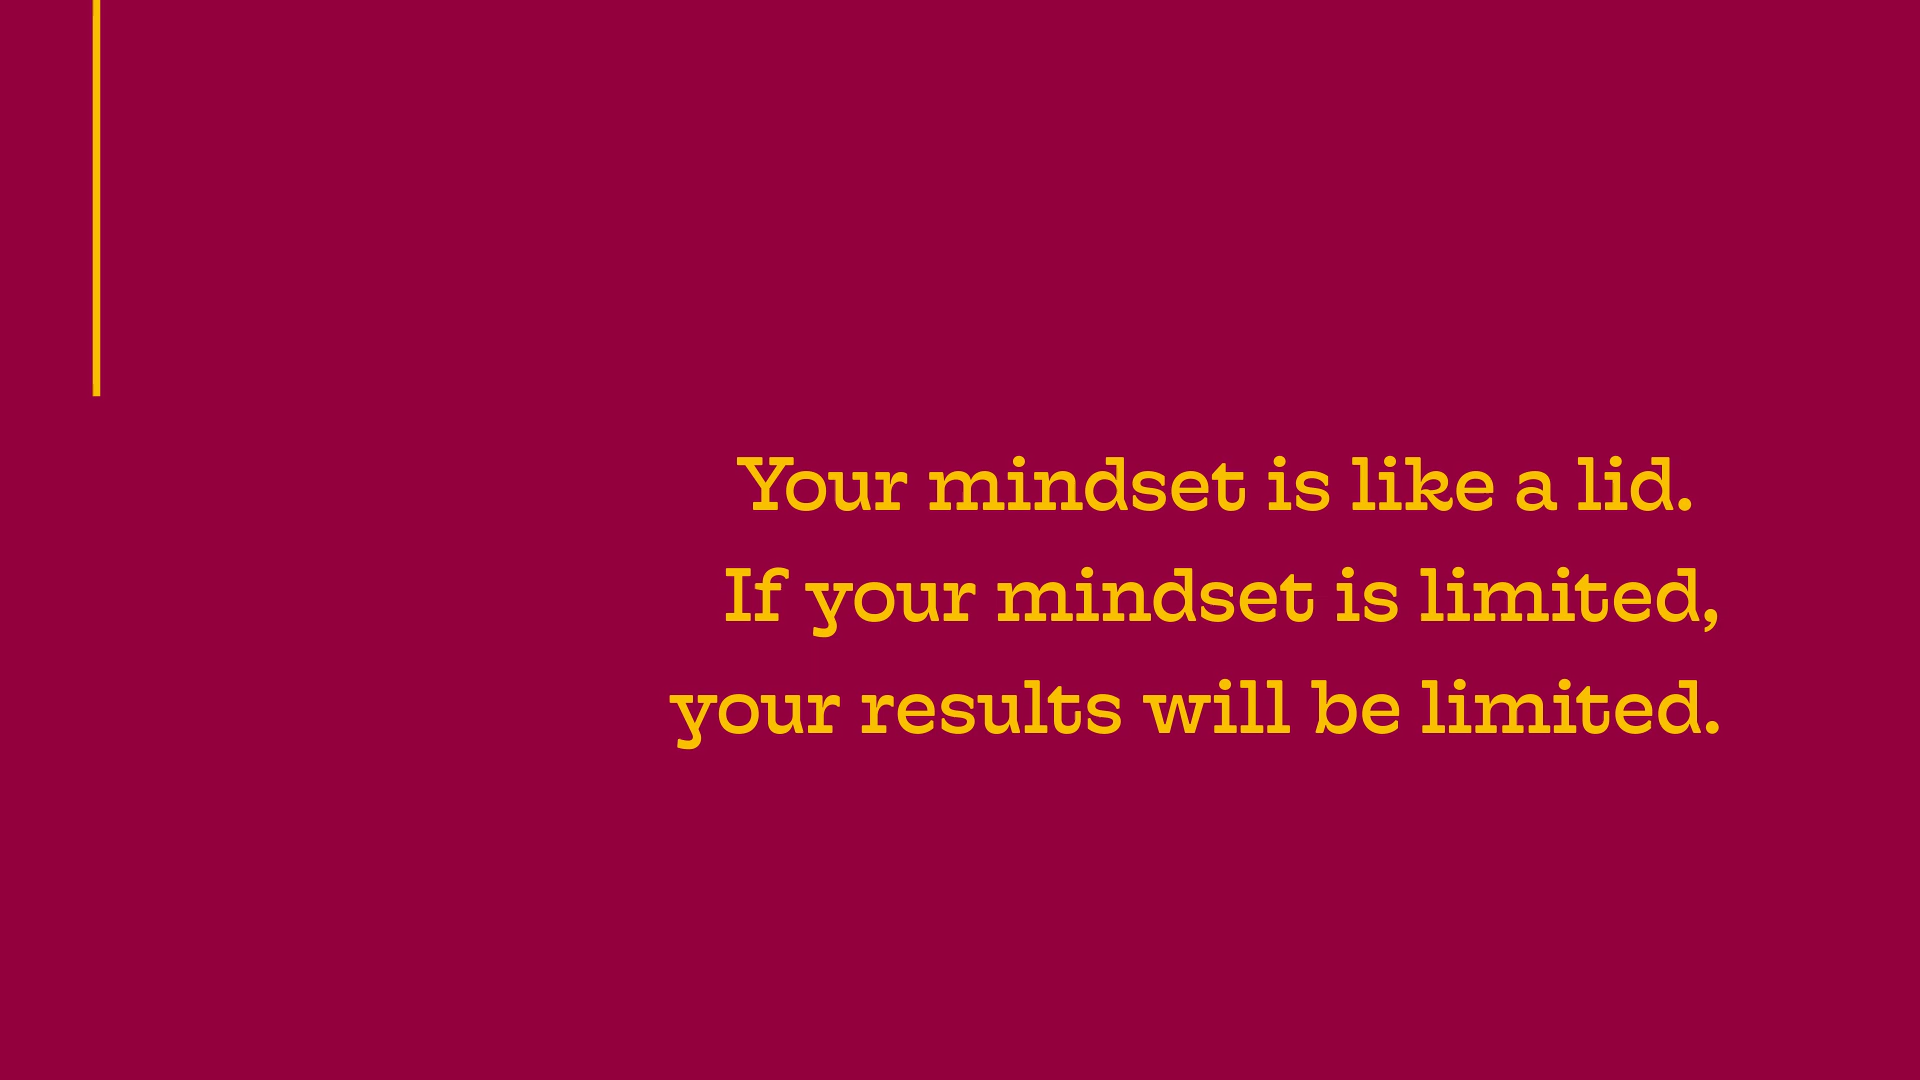 Your mindset is like a lid.
If your mindset is limited,
your results will be limited.